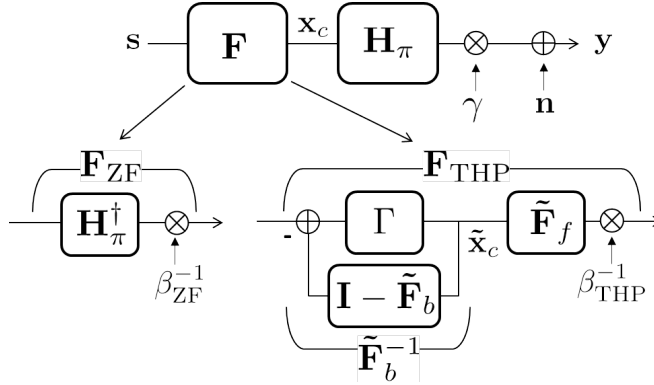 s F x_c H_π y
γ n
F_ZF F_THP
H_π^† Γ F̃_f
- x̃_c
β_ZF^{-1} I − F̃_b β_THP^{-1}
F̃_b^{-1}